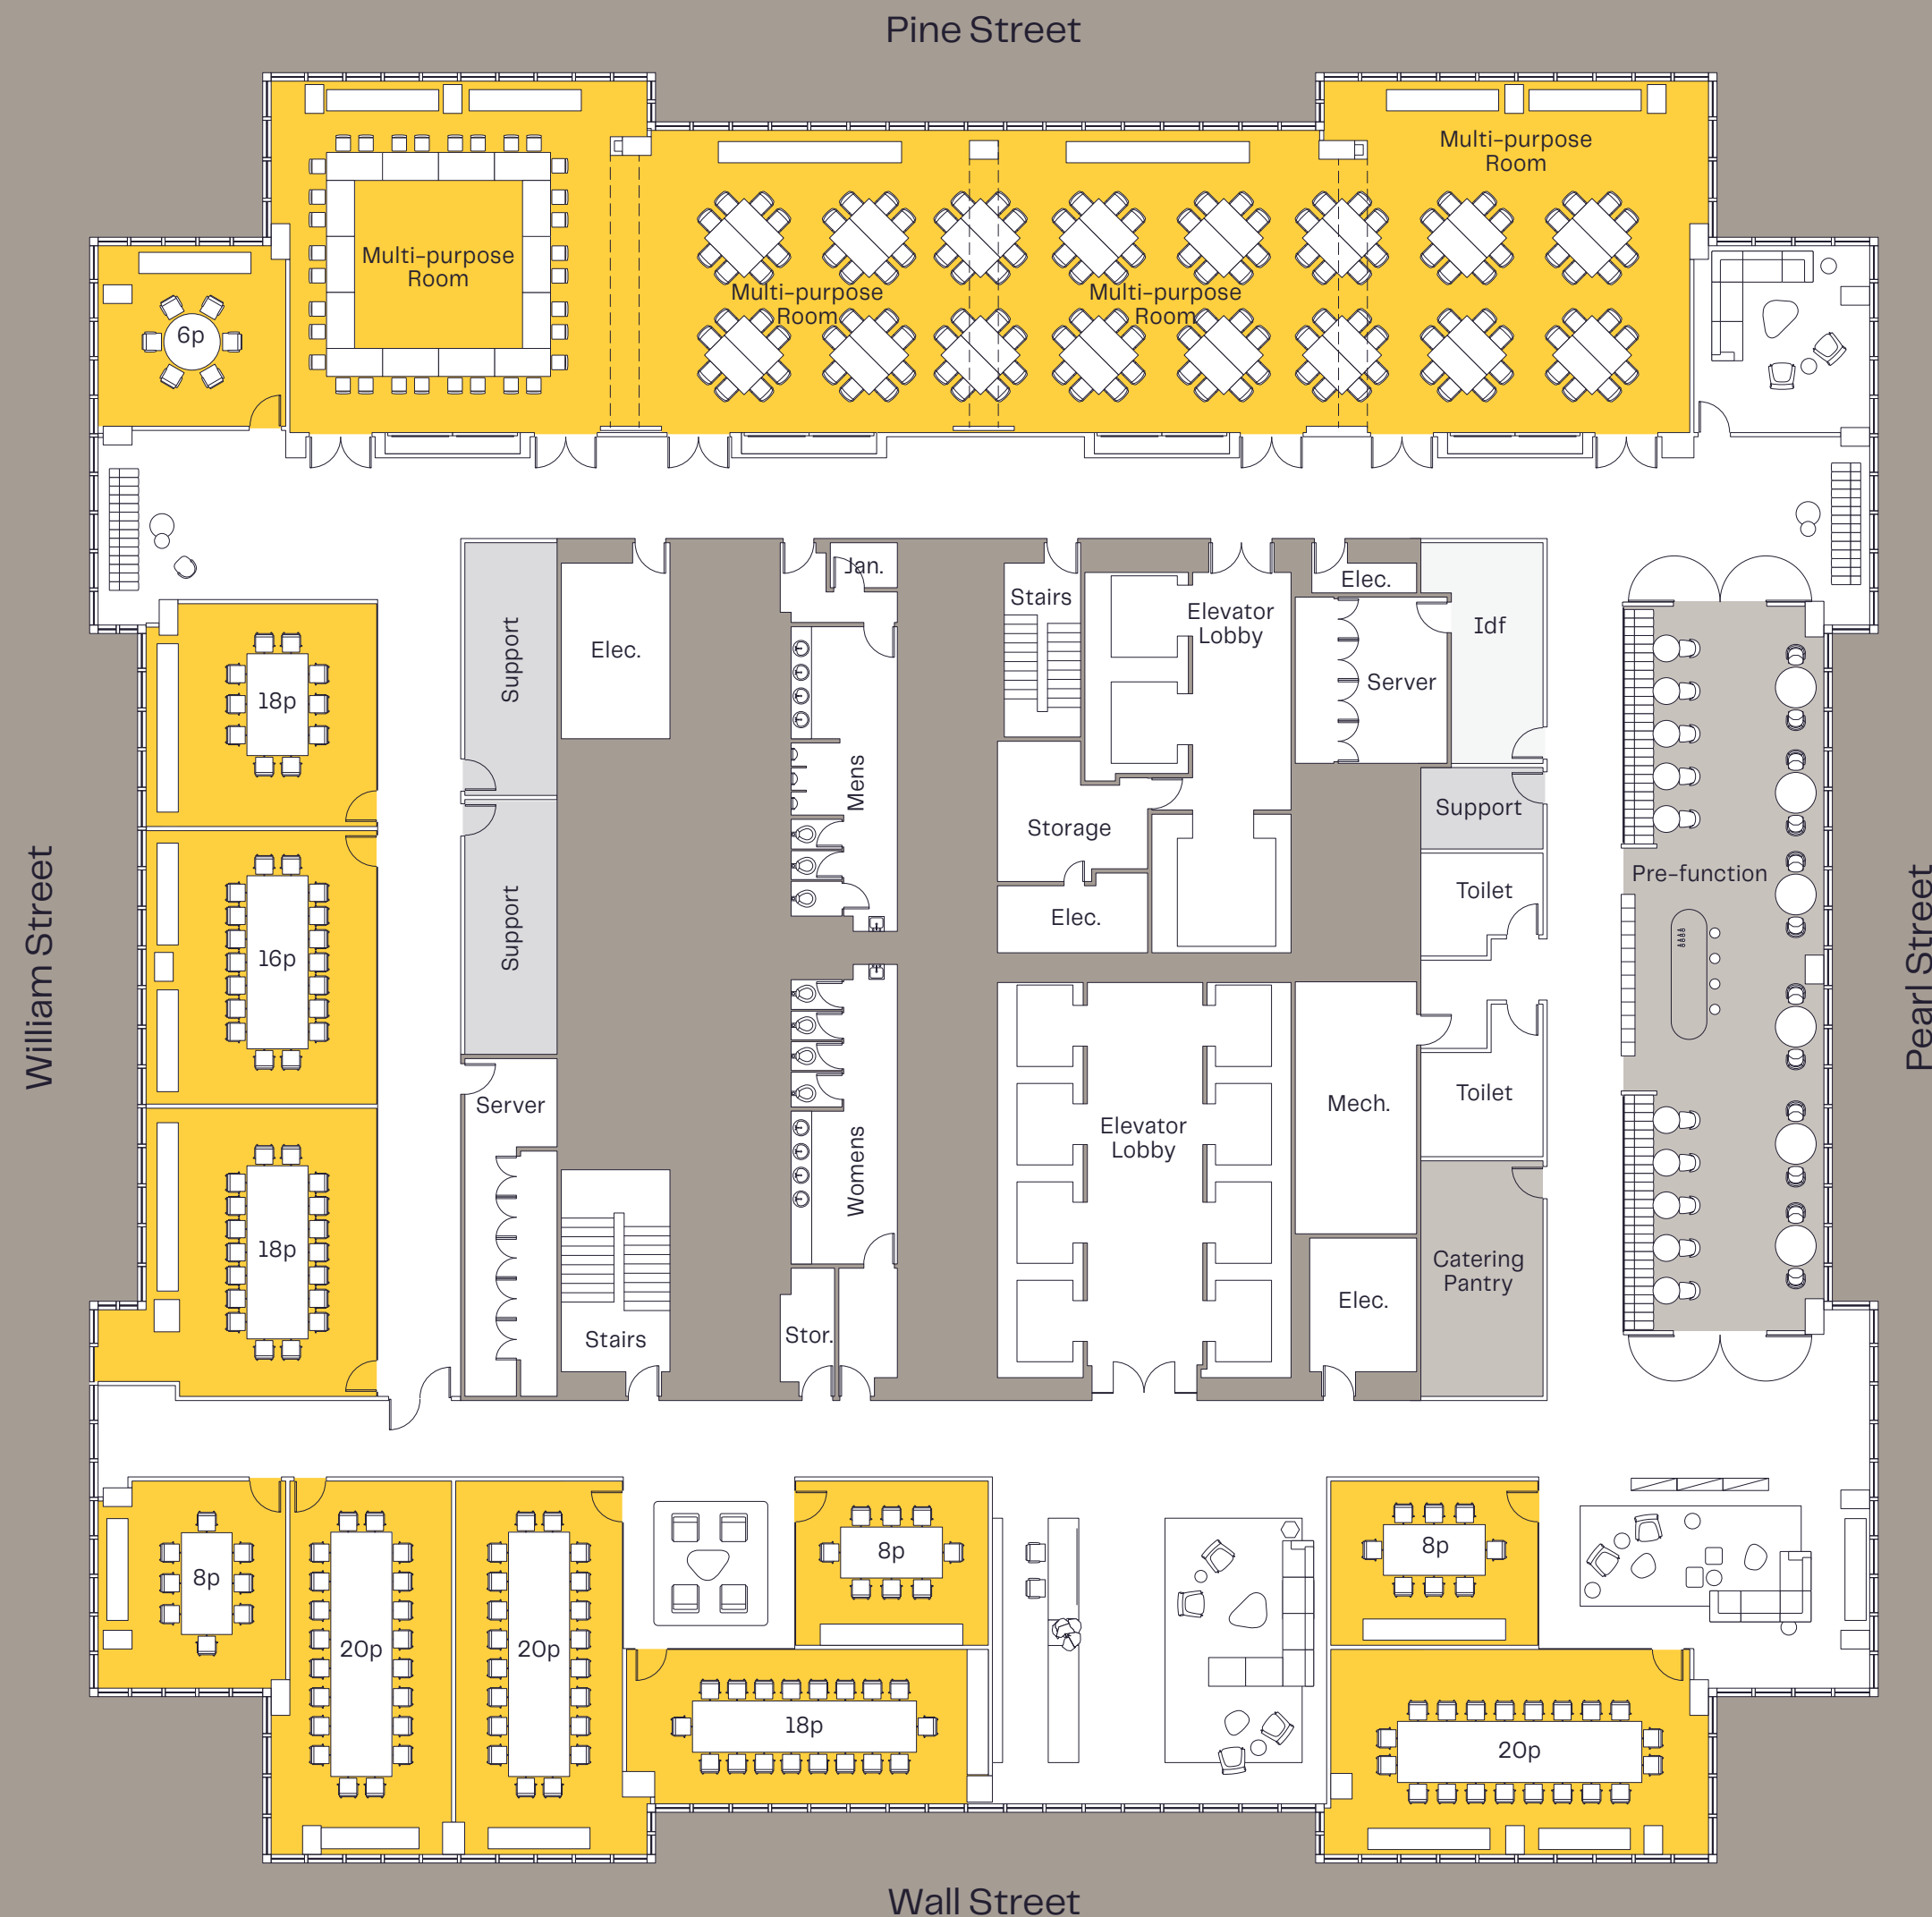 Pine Street
Multi-purpose
Room
Multi-purpose
Room
Multi-purpose
Room
Multi-purpose
Room
6p
Jan.
Elec.
Stairs
Elevator
Lobby
Idf
Support
Elec.
Server
18p
Mens
Support
Storage
Toilet
Pre-function
Elec.
16p
Support
William Street
Pearl Street
Server
Womens
Elevator
Lobby
Mech.
Toilet
18p
Catering
Pantry
Stairs
Stor.
Elec.
8p
20p
20p
8p
8p
18p
20p
Wall Street